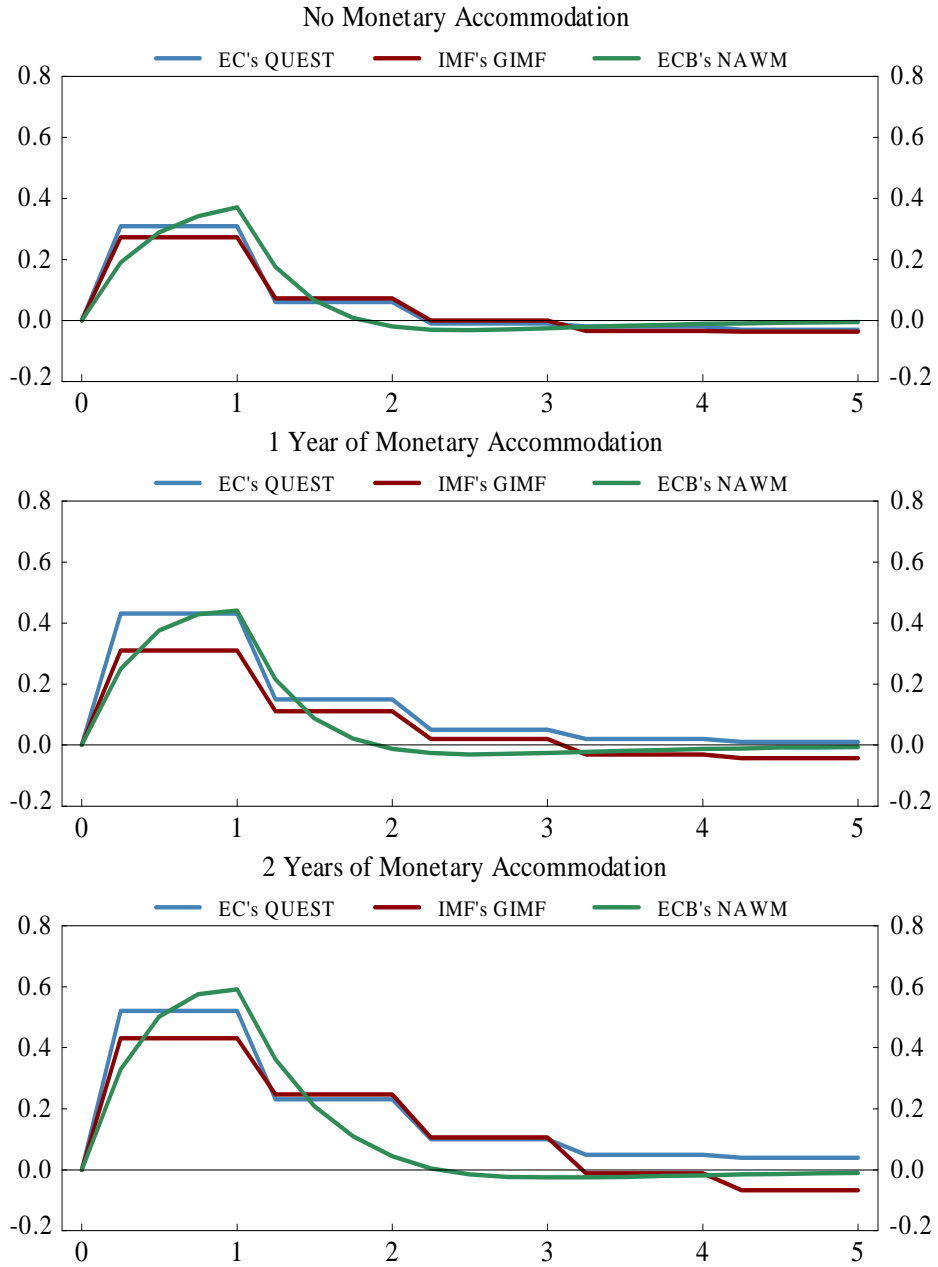 No Monetary Accommodation
EC's QUEST IMF's GIMF ECB's NAWM
0.8 0.8
0.6 0.6
0.4 0.4
0.2 0.2
0.0 0.0
-0.2 -0.2
0 1 2 3 4 5
1 Year of Monetary Accommodation
EC's QUEST IMF's GIMF ECB's NAWM
0.8 0.8
0.6 0.6
0.4 0.4
0.2 0.2
0.0 0.0
-0.2 -0.2
0 1 2 3 4 5
2 Years of Monetary Accommodation
EC's QUEST IMF's GIMF ECB's NAWM
0.8 0.8
0.6 0.6
0.4 0.4
0.2 0.2
0.0 0.0
-0.2 -0.2
0 1 2 3 4 5